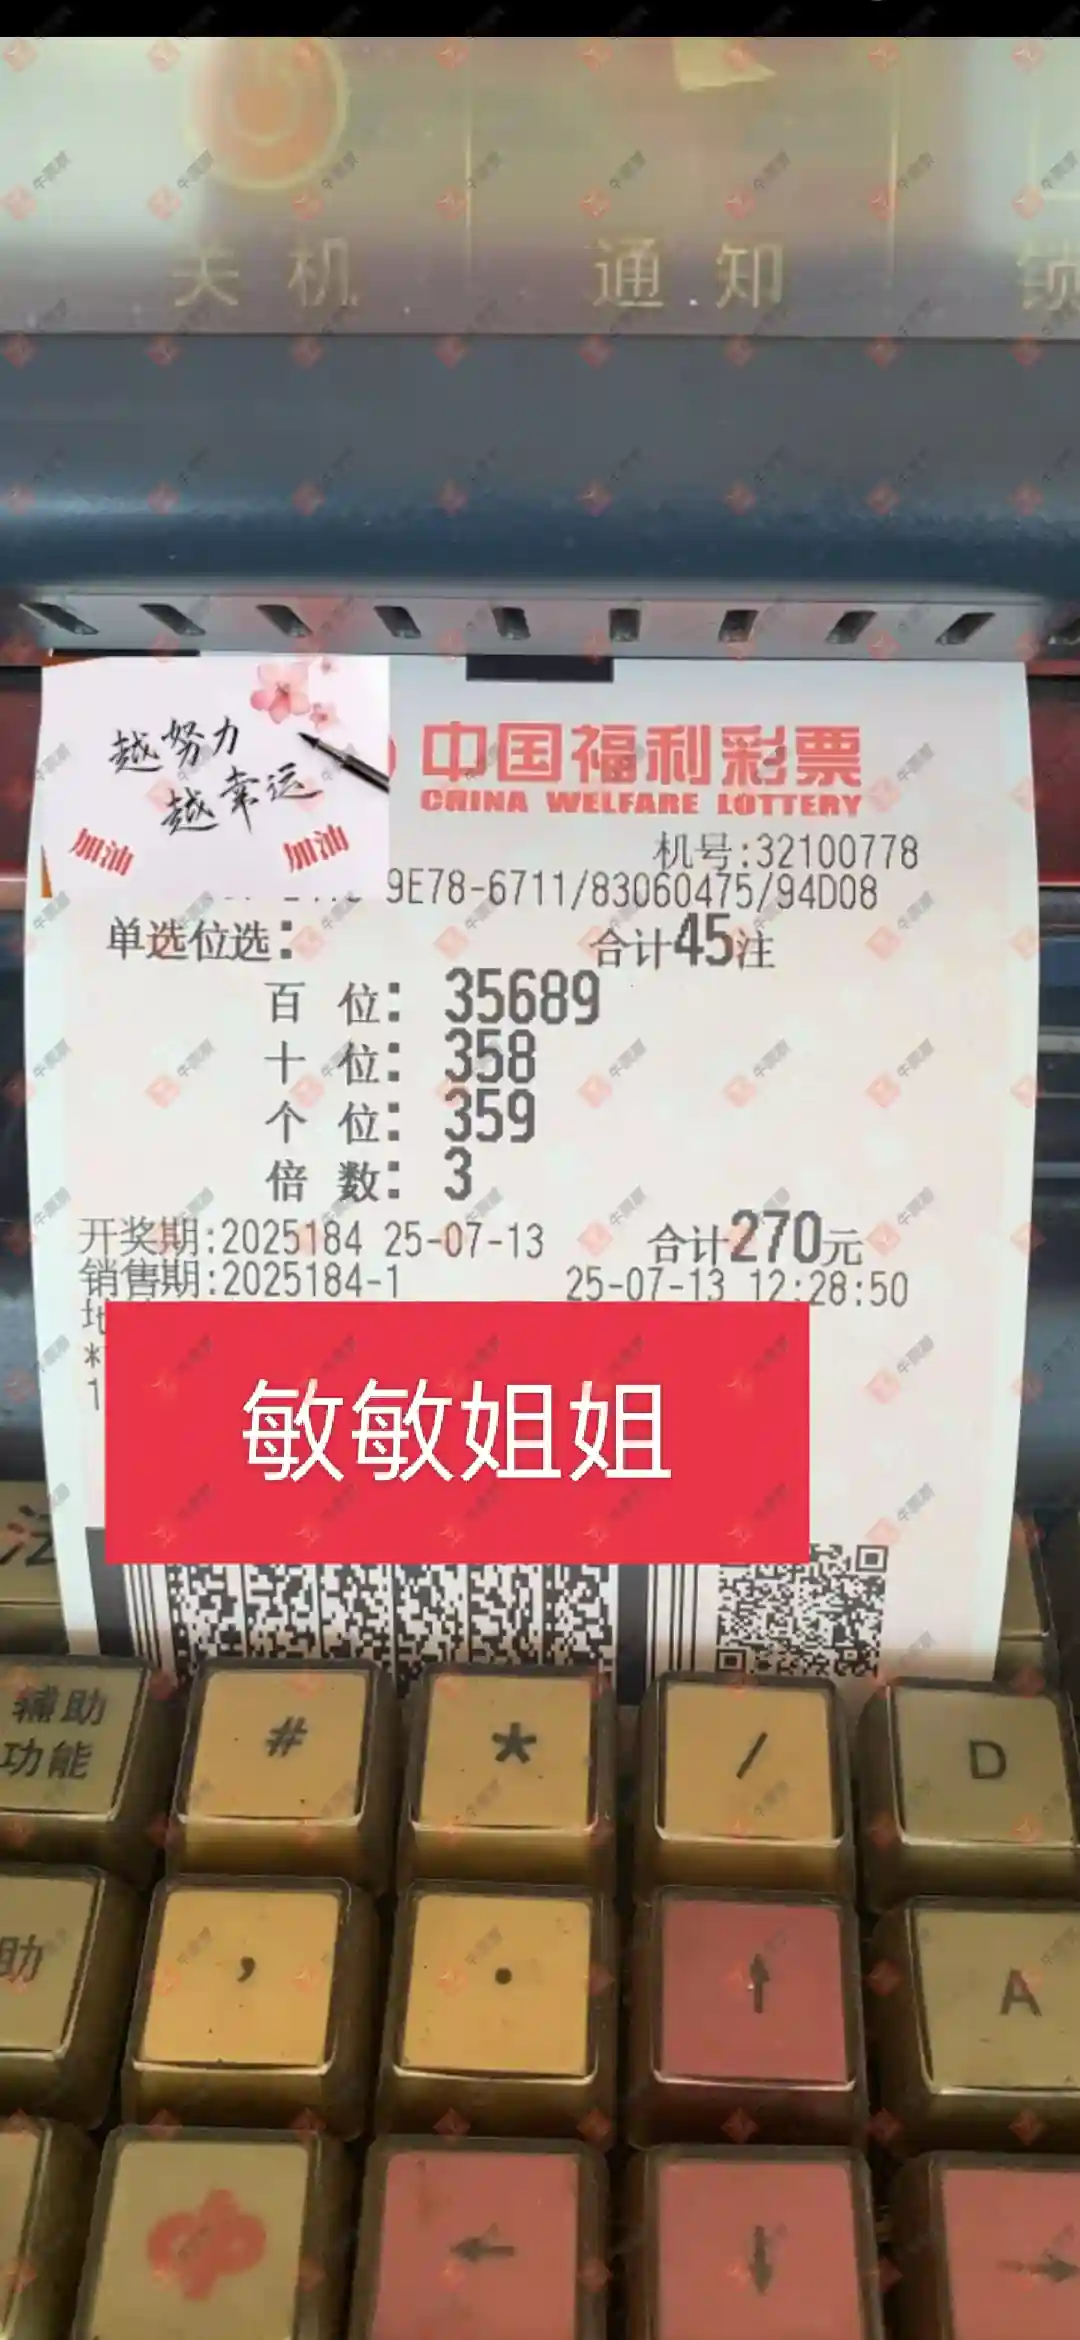 关机
通知
锁
越努力
越幸运
加油
加油
中国福利彩票
CHINA WELFARE LOTTERY
机号:32100778
9E78-6711/83060475/94D08
单选位选: 合计45注
百位: 35689
十位: 358
个位: 359
倍数: 3
开奖期:2025184 25-07-13 合计270元
销售期:2025184-1 25-07-13 12:28:50
敏敏姐姐
辅助
功能
#
*
/
D
助
,
.
↑
A
←
↓
→